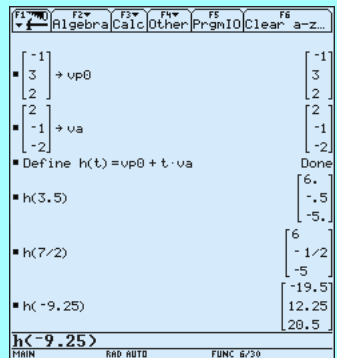 F1 F2 F3 F4 F5 F6
Algebra Calc Other PrgmIO Clear a-z…
[-1] [-1]
▪ [3] → vp0 [3]
[2] [2]
[2] [2]
▪ [-1] → va [-1]
[-2] [-2]
▪ Define h(t)=vp0+t·va Done
[6.]
▪ h(3.5) [-.5]
[-5.]
[6]
▪ h(7/2) [-1/2]
[-5]
[-19.5]
▪ h(-9.25) [12.25]
[20.5]
h(-9.25)
MAIN RAD AUTO FUNC 6/30